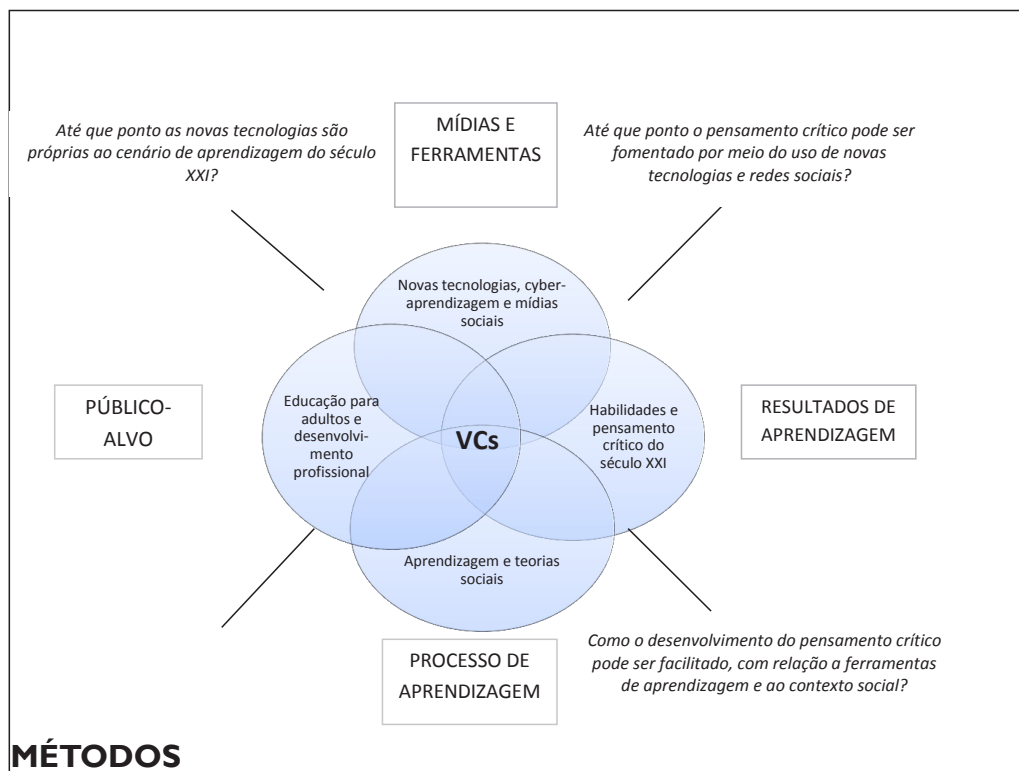 MÍDIAS E
FERRAMENTAS
Até que ponto as novas tecnologias são
próprias ao cenário de aprendizagem do século
XXI?
Até que ponto o pensamento crítico pode ser
fomentado por meio do uso de novas
tecnologias e redes sociais?
Novas tecnologias, cyber-
aprendizagem e mídias
sociais
PÚBLICO-
ALVO
Educação para
adultos e
desenvolvi-
mento
profissional
VCs
Habilidades e
pensamento
crítico do
século XXI
RESULTADOS DE
APRENDIZAGEM
Aprendizagem e teorias
sociais
PROCESSO DE
APRENDIZAGEM
Como o desenvolvimento do pensamento crítico
pode ser facilitado, com relação a ferramentas
de aprendizagem e ao contexto social?
MÉTODOS